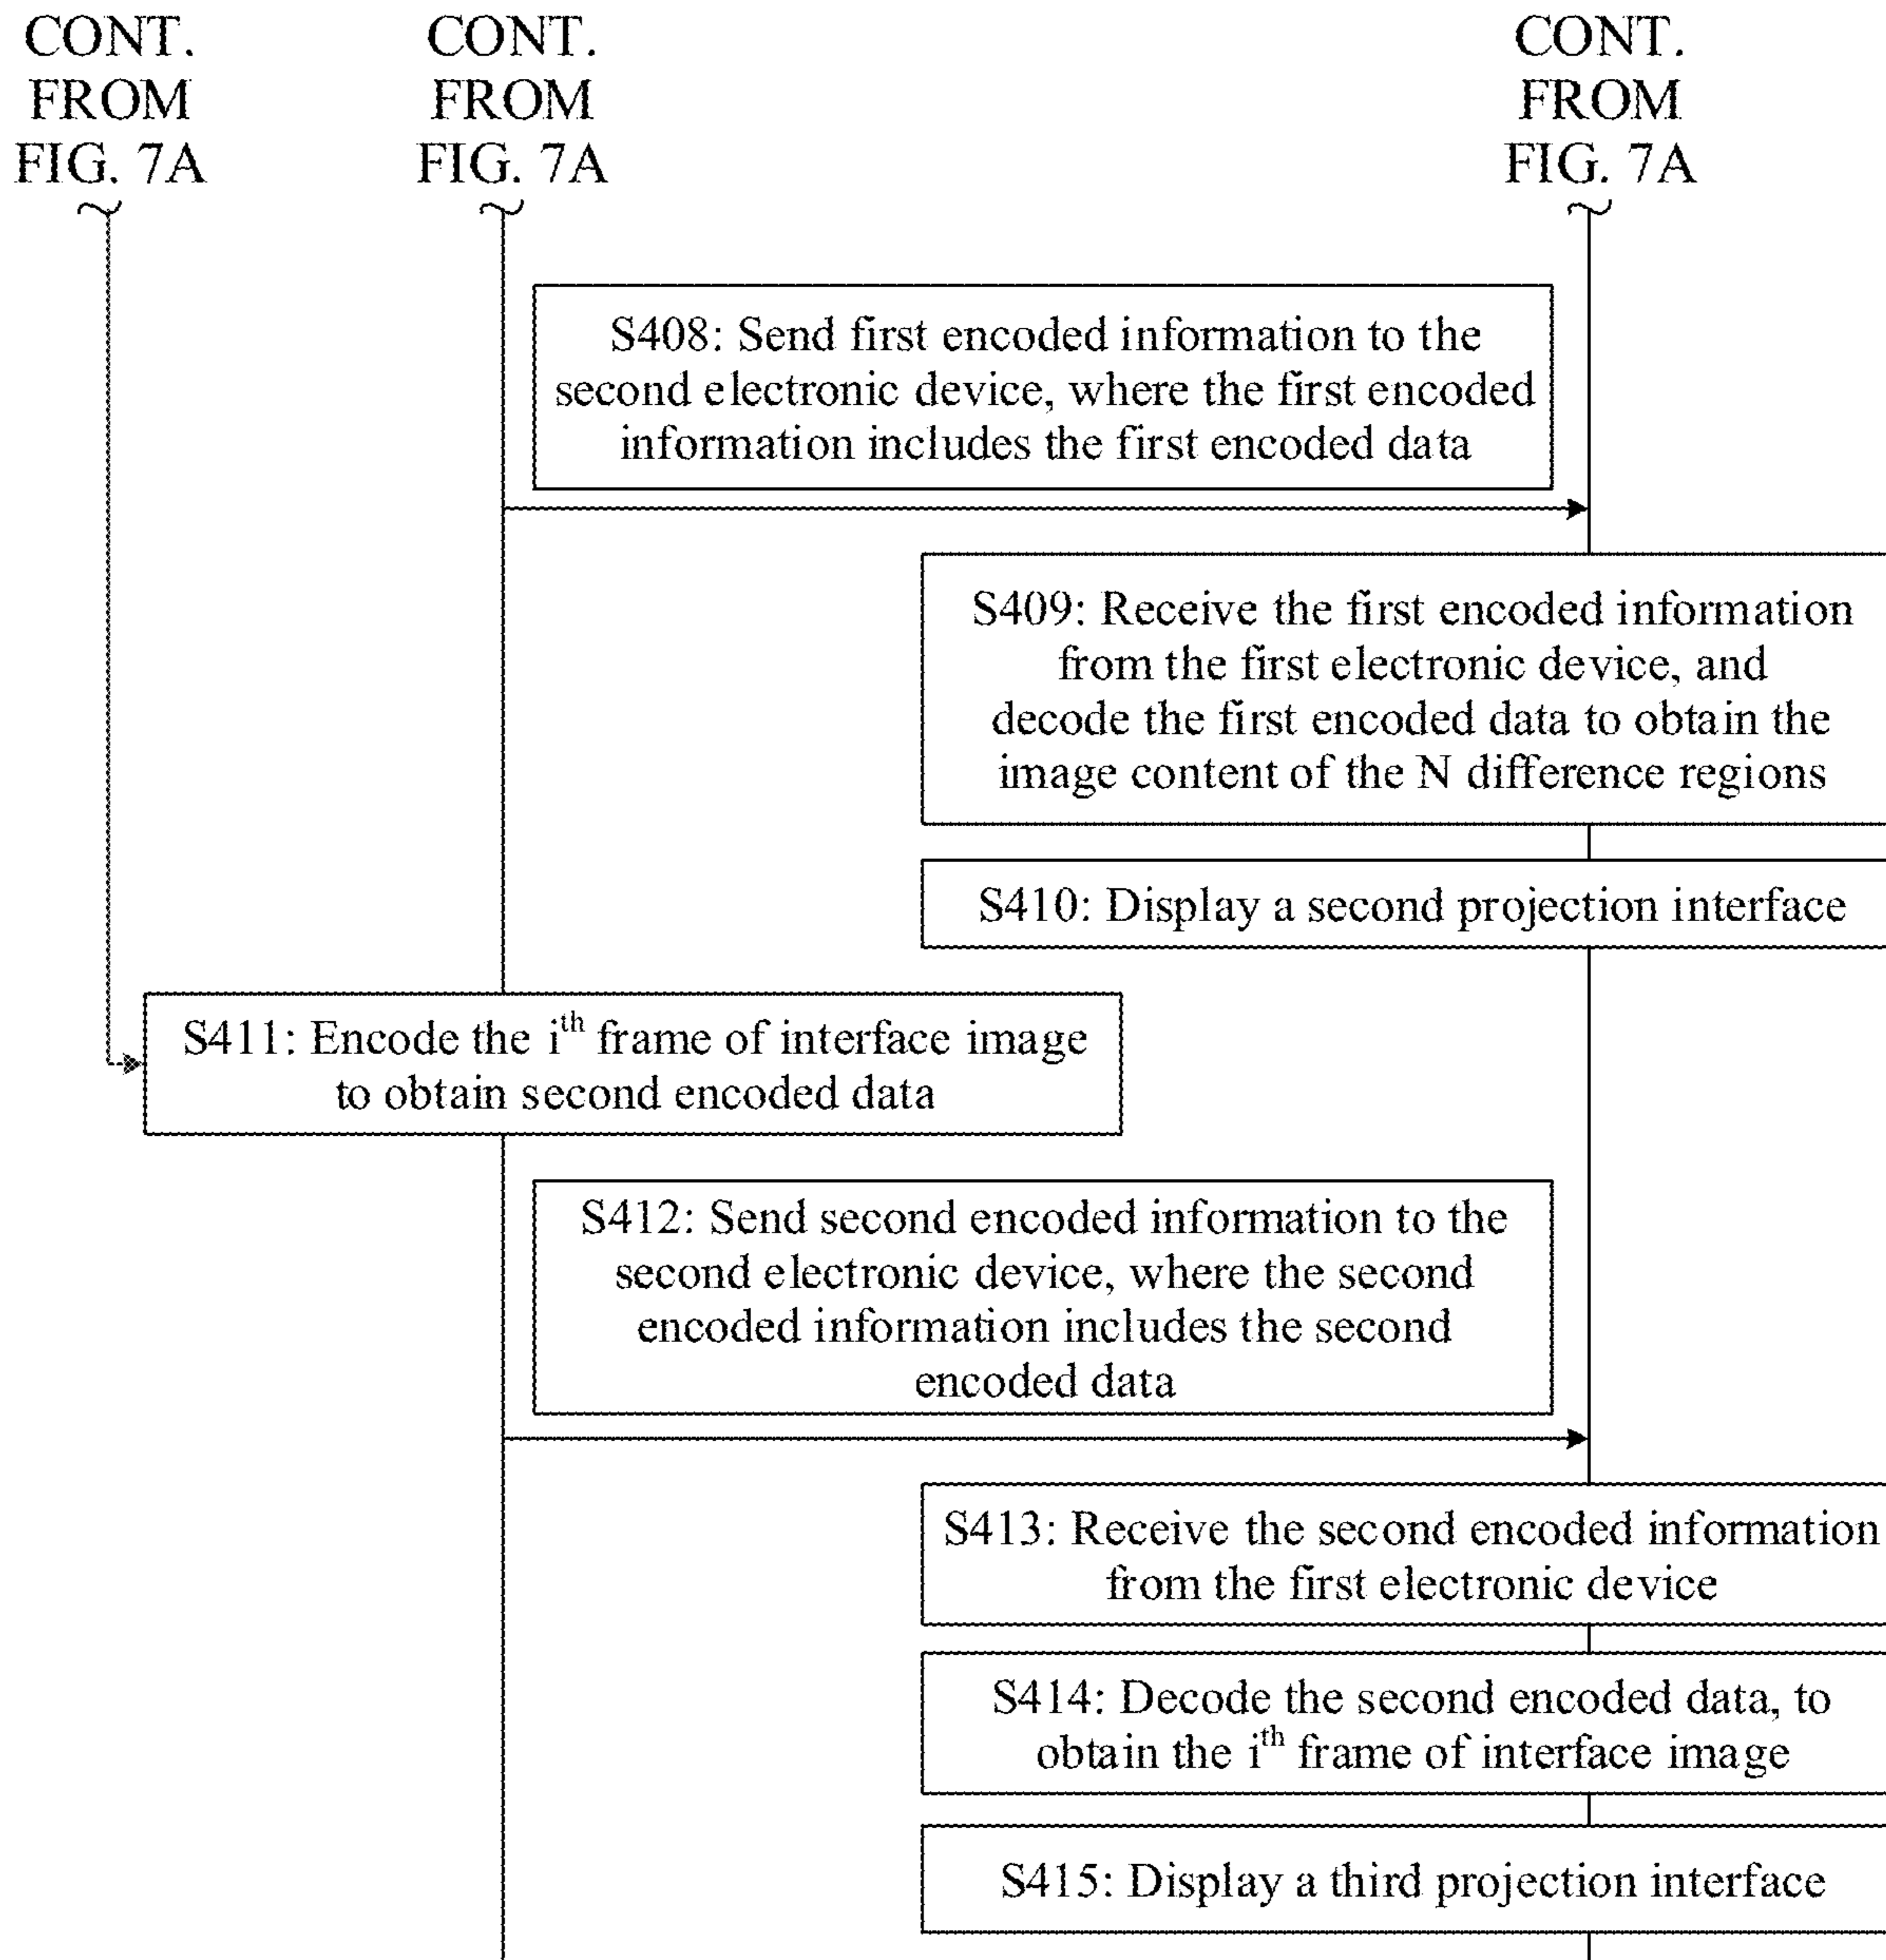 CONT.
FROM
FIG. 7A
CONT.
FROM
FIG. 7A
CONT.
FROM
FIG. 7A
S408: Send first encoded information to the
second electronic device, where the first encoded
information includes the first encoded data
S409: Receive the first encoded information
from the first electronic device, and
decode the first encoded data to obtain the
image content of the N difference regions
S410: Display a second projection interface
S411: Encode the ith frame of interface image
to obtain second encoded data
S412: Send second encoded information to the
second electronic device, where the second
encoded information includes the second
encoded data
S413: Receive the second encoded information
from the first electronic device
S414: Decode the second encoded data, to
obtain the ith frame of interface image
S415: Display a third projection interface